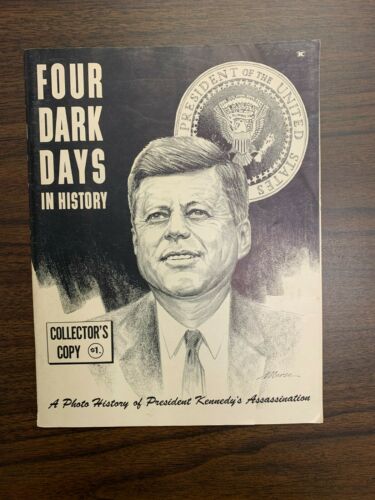 FOUR
DARK
DAYS
IN HISTORY
PRESIDENT OF THE UNITED STATES
COLLECTOR'S
COPY $1.
A Photo History of President Kennedy's Assassination